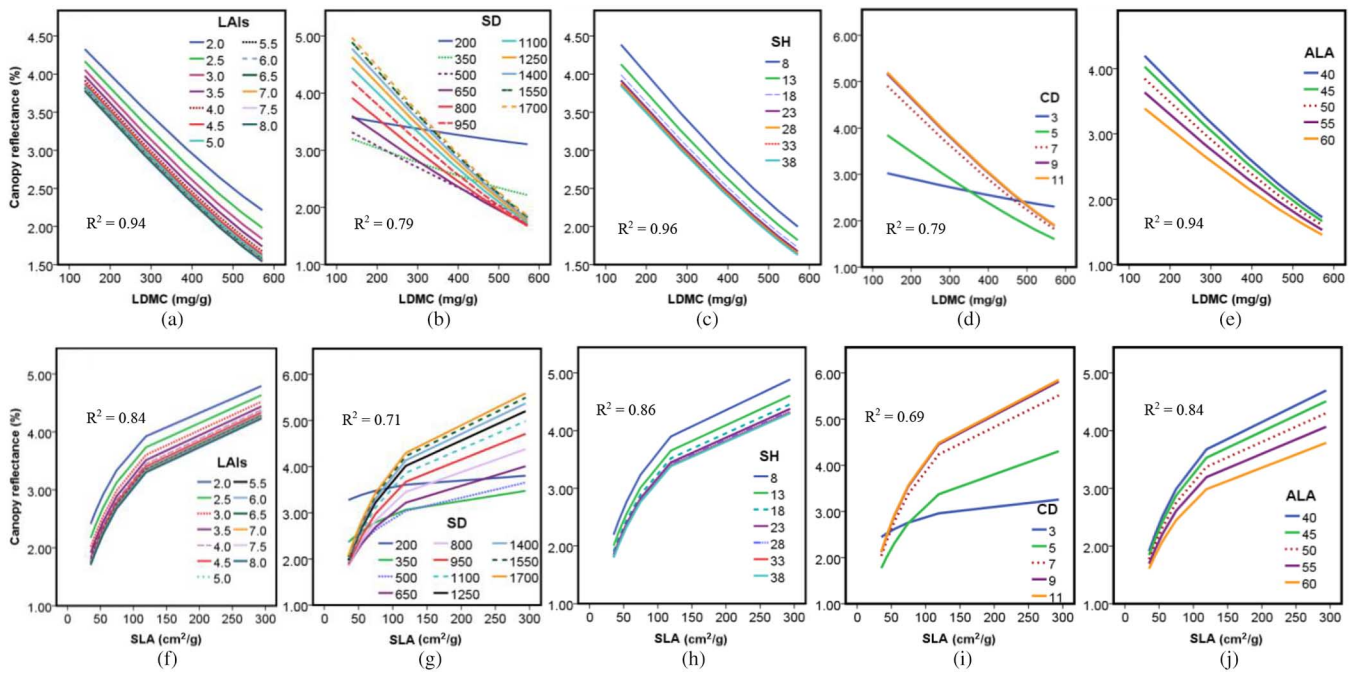 LAIs
2.0 5.5
2.5 6.0
3.0 6.5
3.5 7.0
4.0 7.5
4.5 8.0
5.0
R² = 0.94
4.50
4.00
3.50
3.00
2.50
2.00
1.50
100 200 300 400 500 600
Canopy reflectance (%)
LDMC (mg/g)
(a)
SD
200 1100
350 1250
500 1400
650 1550
800 1700
950
R² = 0.79
5.00
4.00
3.00
2.00
1.00
100 200 300 400 500 600
LDMC (mg/g)
(b)
SH
8
13
18
23
28
33
38
R² = 0.96
4.50
4.00
3.50
3.00
2.50
2.00
1.50
100 200 300 400 500 600
LDMC (mg/g)
(c)
CD
3
5
7
9
11
R² = 0.79
6.00
5.00
4.00
3.00
2.00
1.00
100 200 300 400 500 600
LDMC (mg/g)
(d)
ALA
40
45
50
55
60
R² = 0.94
4.00
3.00
2.00
1.00
100 200 300 400 500 600
LDMC (mg/g)
(e)
R² = 0.84
LAIs
2.0 5.5
2.5 6.0
3.0 6.5
3.5 7.0
4.0 7.5
4.5 8.0
5.0
5.00
4.00
3.00
2.00
1.00
0 50 100 150 200 250 300
Canopy reflectance (%)
SLA (cm²/g)
(f)
R² = 0.71
SD
200 800 1400
350 950 1550
500 1100 1700
650 1250
6.00
5.00
4.00
3.00
2.00
1.00
0 50 100 150 200 250 300
SLA (cm²/g)
(g)
R² = 0.86
SH
8
13
18
23
28
33
38
5.00
4.00
3.00
2.00
1.00
0 50 100 150 200 250 300
SLA (cm²/g)
(h)
R² = 0.69
CD
3
5
7
9
11
6.00
5.00
4.00
3.00
2.00
1.00
0 50 100 150 200 250 300
SLA (cm²/g)
(i)
R² = 0.84
ALA
40
45
50
55
60
5.00
4.00
3.00
2.00
1.00
0 50 100 150 200 250 300
SLA (cm²/g)
(j)